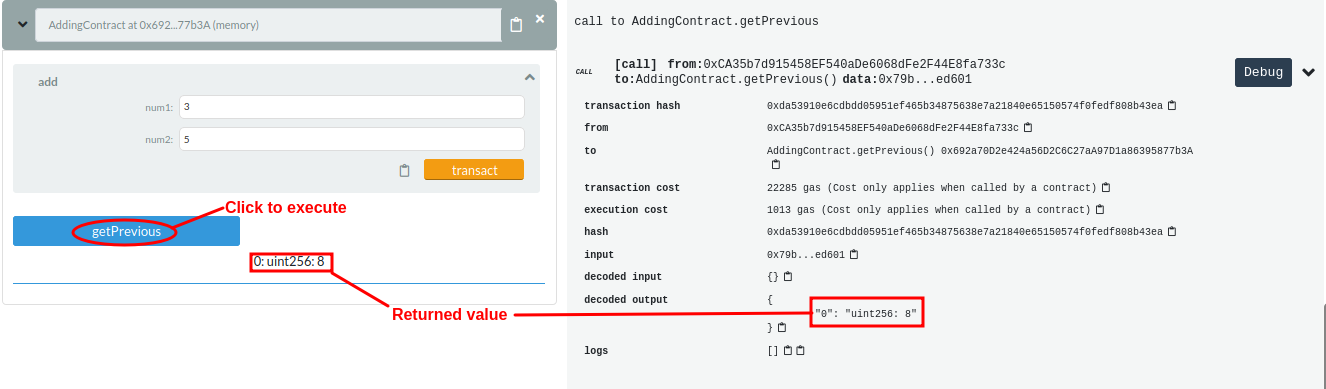 AddingContract at 0x692...77b3A (memory)
add
num1: 3
num2: 5
transact
Click to execute
getPrevious
0: uint256: 8
Returned value
call to AddingContract.getPrevious
CALL
[call] from:0xCA35b7d915458EF540aDe6068dFe2F44E8fa733c
to:AddingContract.getPrevious() data:0x79b...ed601
Debug
transaction hash 0xda53910e6cdbdd05951ef465b34875638e7a21840e65150574f0fedf808b43ea
from 0xCA35b7d915458EF540aDe6068dFe2F44E8fa733c
to AddingContract.getPrevious() 0x692a70D2e424a56D2C6C27aA97D1a86395877b3A
transaction cost 22285 gas (Cost only applies when called by a contract)
execution cost 1013 gas (Cost only applies when called by a contract)
hash 0xda53910e6cdbdd05951ef465b34875638e7a21840e65150574f0fedf808b43ea
input 0x79b...ed601
decoded input {}
decoded output {
"0": "uint256: 8"
}
logs []